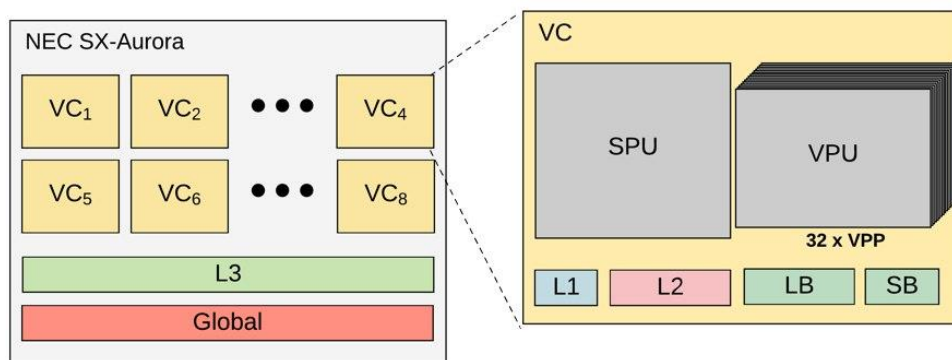 NEC SX-Aurora
VC₁ VC₂ ••• VC₄
VC₅ VC₆ ••• VC₈
L3
Global
VC
SPU
VPU
32 x VPP
L1 L2 LB SB